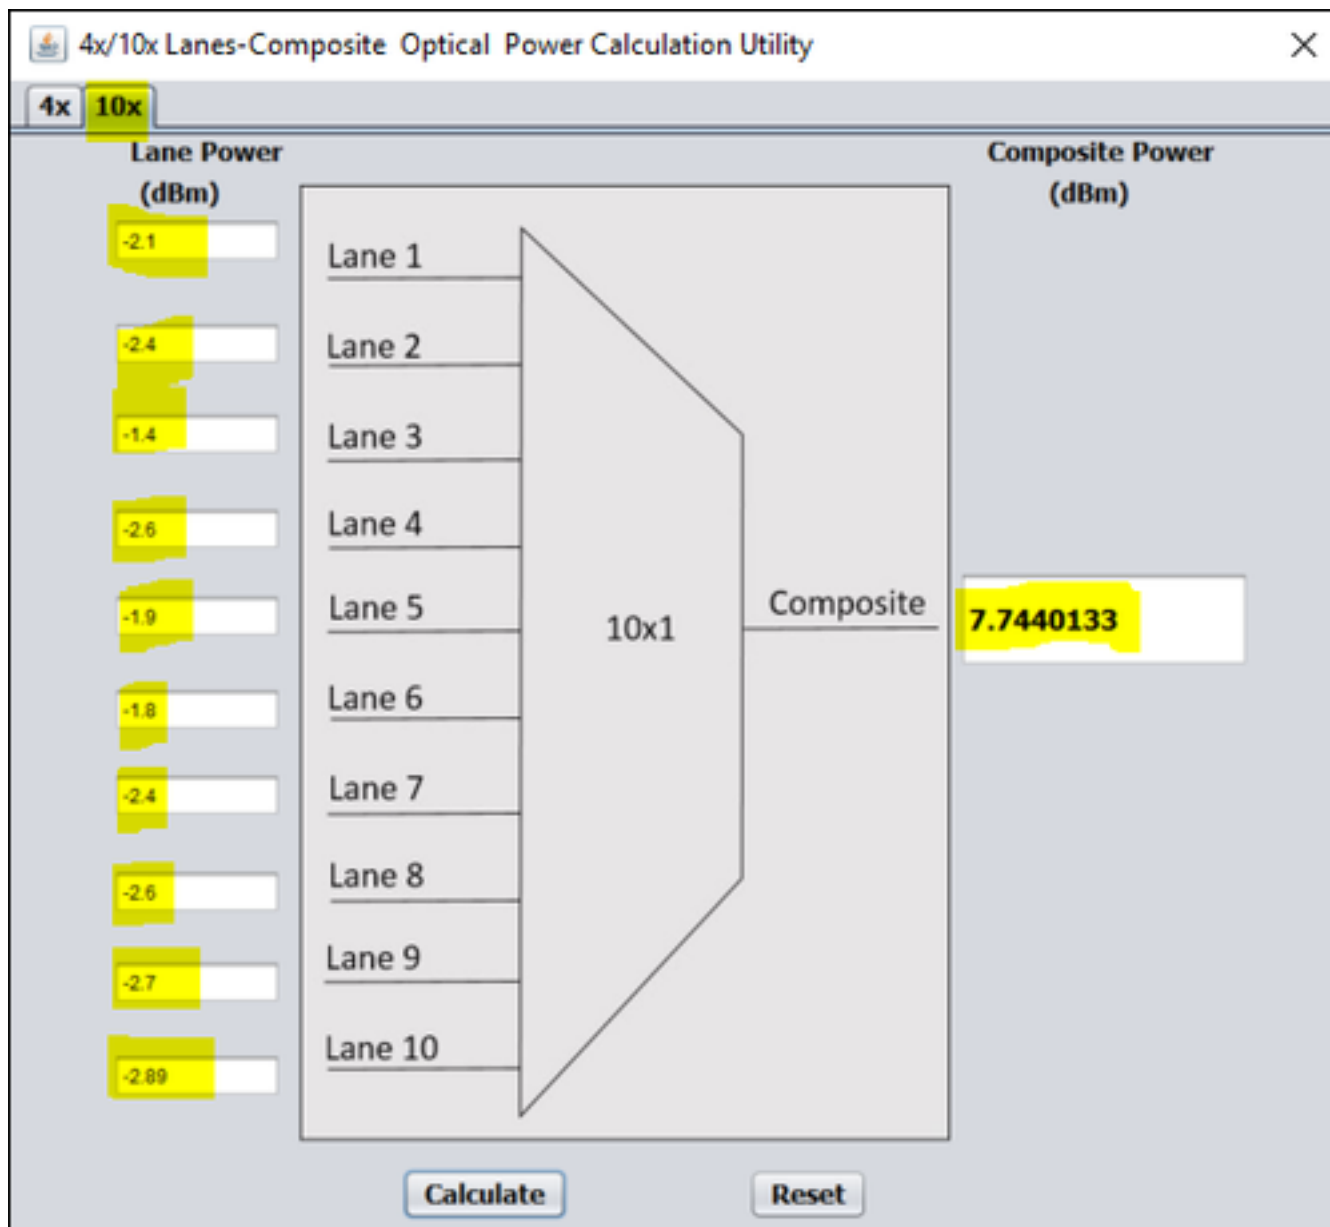 4x/10x Lanes-Composite Optical Power Calculation Utility
4x 10x
Lane Power
(dBm)
Composite Power
(dBm)
-2.1
Lane 1
-2.4
Lane 2
-1.4
Lane 3
-2.6
Lane 4
-1.9
Lane 5
10x1
Composite
7.7440133
-1.8
Lane 6
-2.4
Lane 7
-2.6
Lane 8
-2.7
Lane 9
-2.89
Lane 10
Calculate
Reset